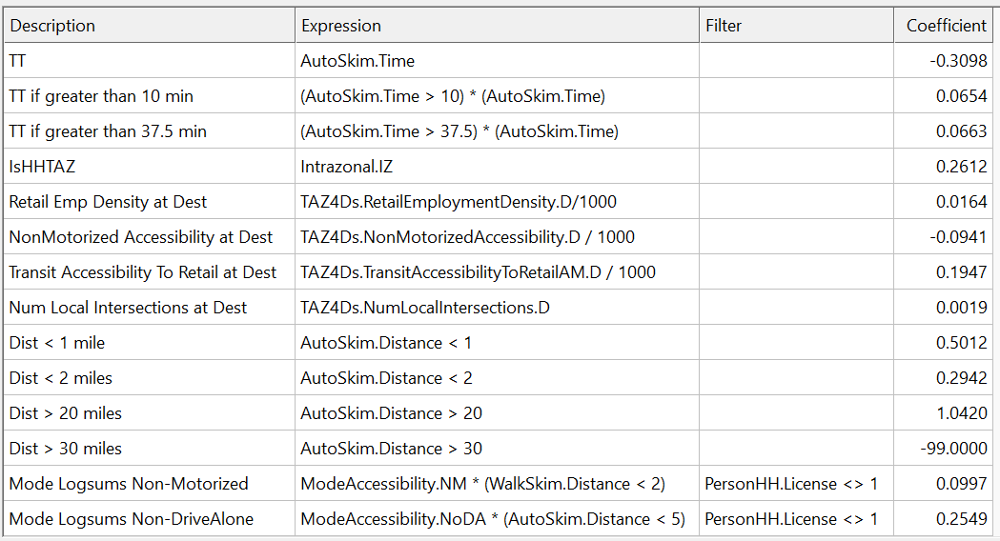 Description Expression Filter Coefficient
TT AutoSkim.Time -0.3098
TT if greater than 10 min (AutoSkim.Time > 10) * (AutoSkim.Time) 0.0654
TT if greater than 37.5 min (AutoSkim.Time > 37.5) * (AutoSkim.Time) 0.0663
IsHHTAZ Intrazonal.IZ 0.2612
Retail Emp Density at Dest TAZ4Ds.RetailEmploymentDensity.D/1000 0.0164
NonMotorized Accessibility at Dest TAZ4Ds.NonMotorizedAccessibility.D / 1000 -0.0941
Transit Accessibility To Retail at Dest TAZ4Ds.TransitAccessibilityToRetailAM.D / 1000 0.1947
Num Local Intersections at Dest TAZ4Ds.NumLocalIntersections.D 0.0019
Dist < 1 mile AutoSkim.Distance < 1 0.5012
Dist < 2 miles AutoSkim.Distance < 2 0.2942
Dist > 20 miles AutoSkim.Distance > 20 1.0420
Dist > 30 miles AutoSkim.Distance > 30 -99.0000
Mode Logsums Non-Motorized ModeAccessibility.NM * (WalkSkim.Distance < 2) PersonHH.License <> 1 0.0997
Mode Logsums Non-DriveAlone ModeAccessibility.NoDA * (AutoSkim.Distance < 5) PersonHH.License <> 1 0.2549